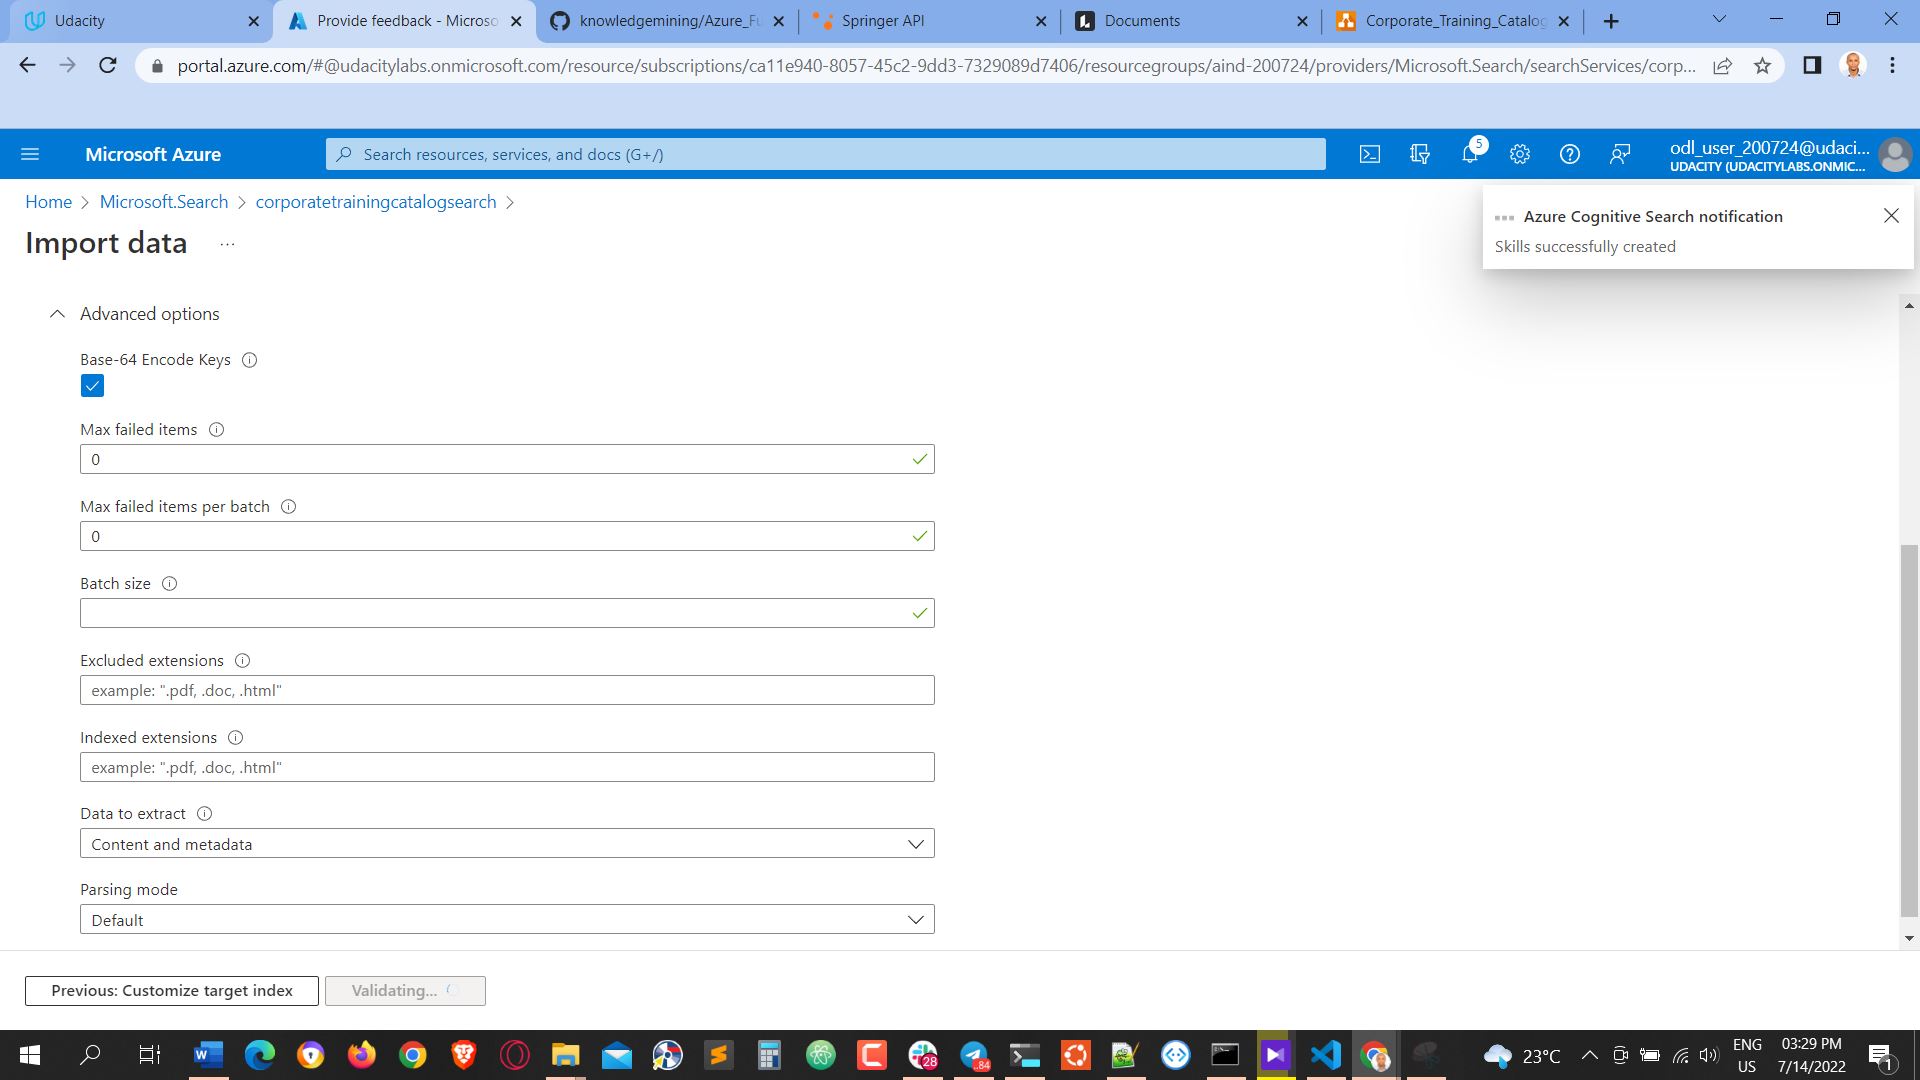 Udacity
Provide feedback - Microso
knowledgemining/Azure_Fu
Springer API
Documents
Corporate_Training_Catalog
portal.azure.com/#@udacitylabs.onmicrosoft.com/resource/subscriptions/ca11e940-8057-45c2-9dd3-7329089d7406/resourcegroups/aind-200724/providers/Microsoft.Search/searchServices/corp...
Microsoft Azure
Search resources, services, and docs (G+/)
5
odl_user_200724@udaci...
UDACITY (UDACITYLABS.ONMIC...
Home > Microsoft.Search > corporatetrainingcatalogsearch >
Import data ...
Azure Cognitive Search notification
Skills successfully created
Advanced options
Base-64 Encode Keys
Max failed items
0
Max failed items per batch
0
Batch size
Excluded extensions
example: ".pdf, .doc, .html"
Indexed extensions
example: ".pdf, .doc, .html"
Data to extract
Content and metadata
Parsing mode
Default
Previous: Customize target index
Validating...
28
..84
23°C
ENG
US
03:29 PM
7/14/2022
1